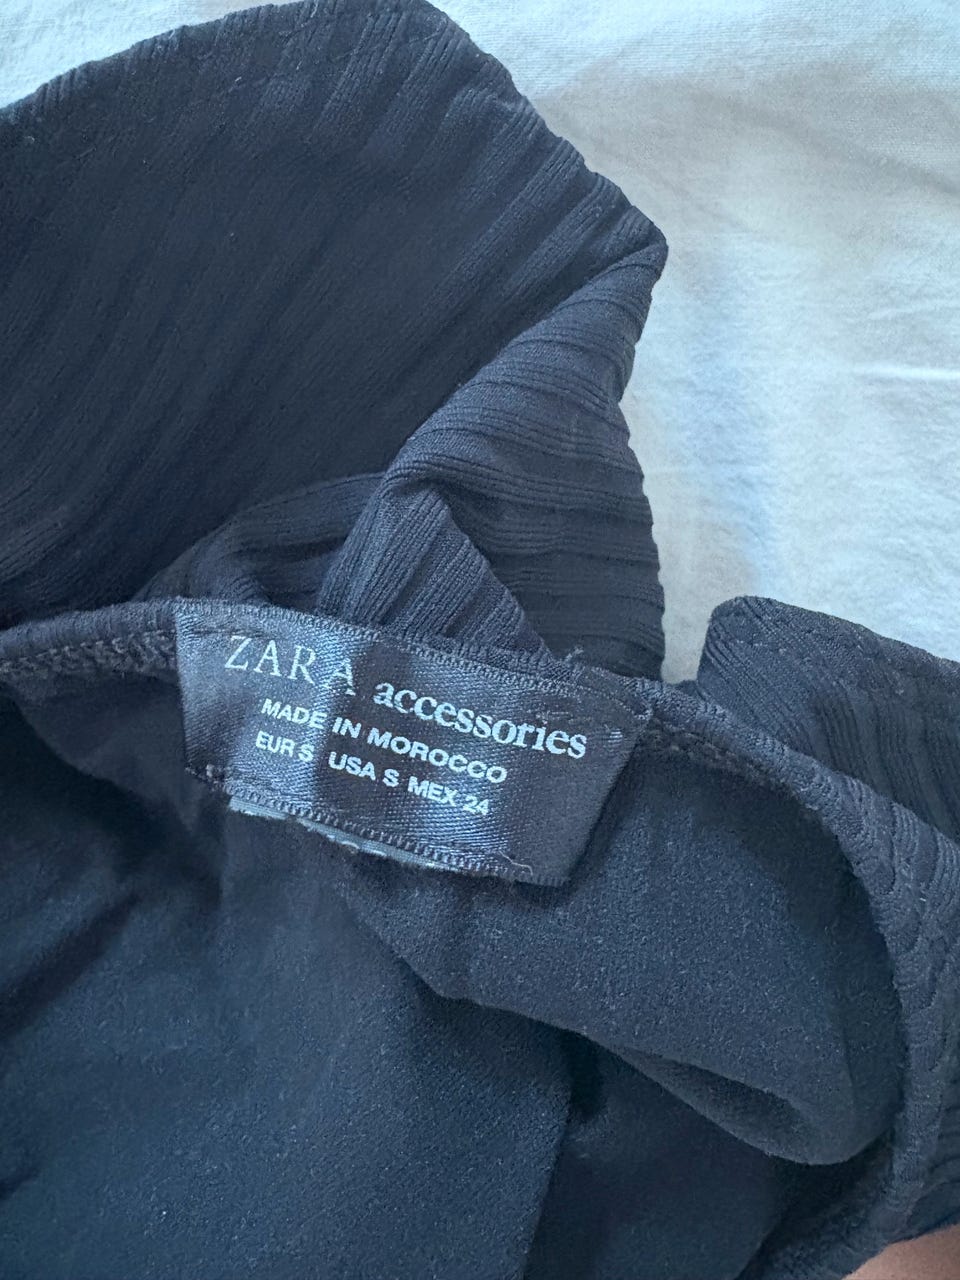 ZARA accessories
MADE IN MOROCCO
EUR S USA S MEX 24